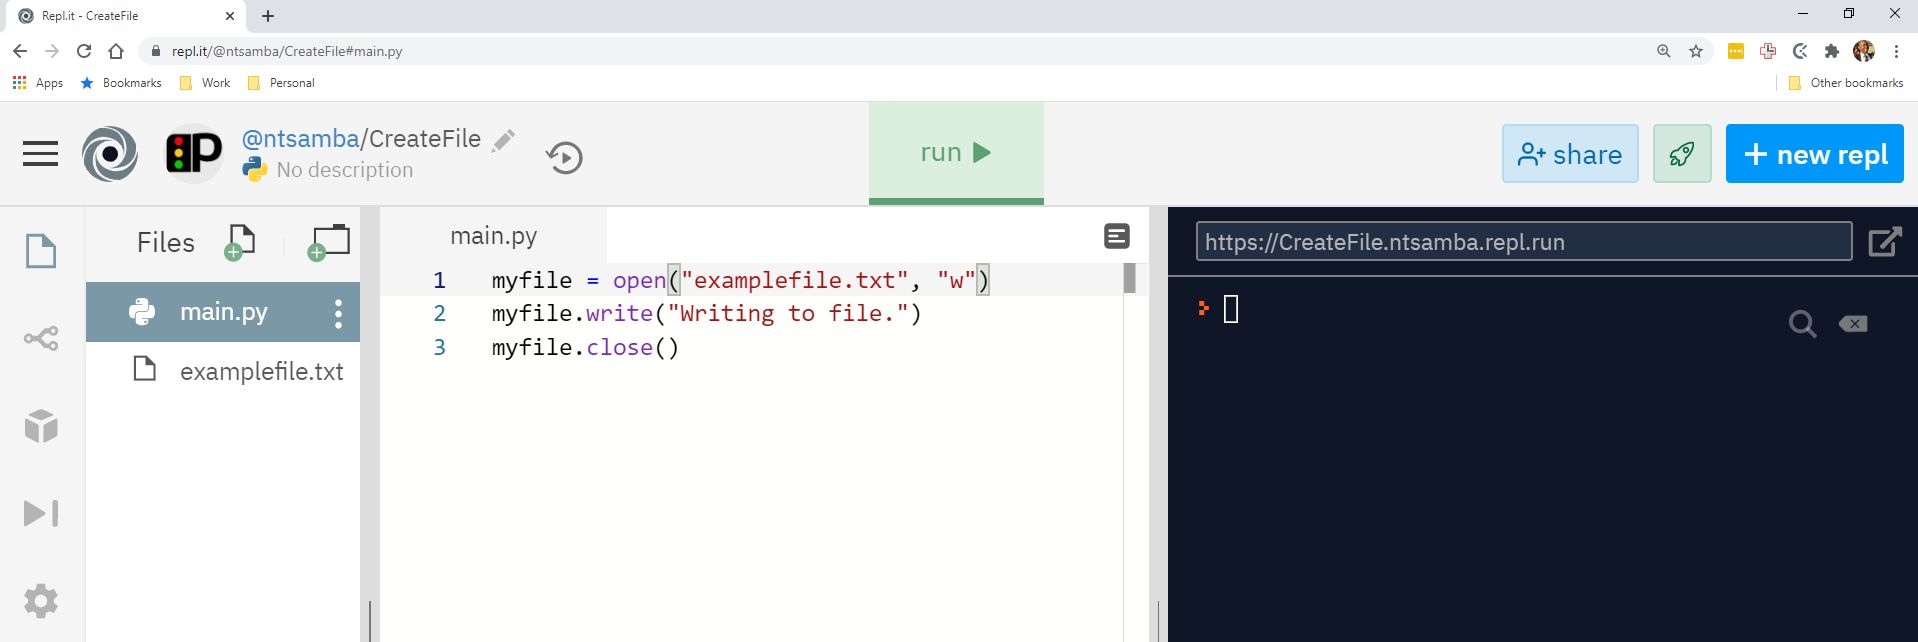 Repl.it - CreateFile
repl.it/@ntsamba/CreateFile#main.py
Apps Bookmarks Work Personal Other bookmarks
P @ntsamba/CreateFile
No description
run
share
+ new repl
Files
main.py
examplefile.txt
main.py
1 myfile = open("examplefile.txt", "w")
2 myfile.write("Writing to file.")
3 myfile.close()
https://CreateFile.ntsamba.repl.run